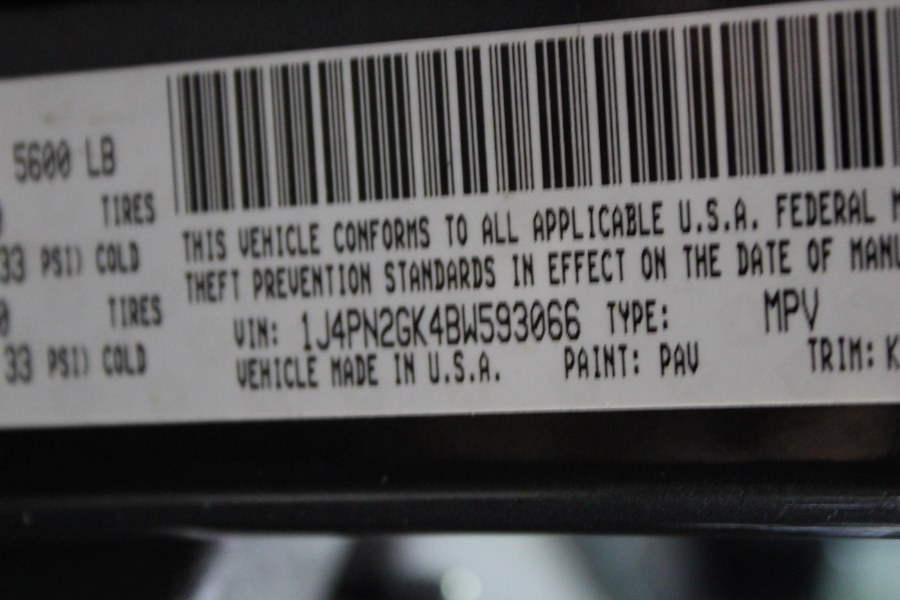 5600 LB
TIRES
33 PSI) COLD
TIRES
33 PSI) COLD
THIS VEHICLE CONFORMS TO ALL APPLICABLE U.S.A. FEDERAL M
THEFT PREVENTION STANDARDS IN EFFECT ON THE DATE OF MANU
VIN: 1J4PN2GK4BW593066 TYPE: MPV
VEHICLE MADE IN U.S.A. PAINT: PAV TRIM: K